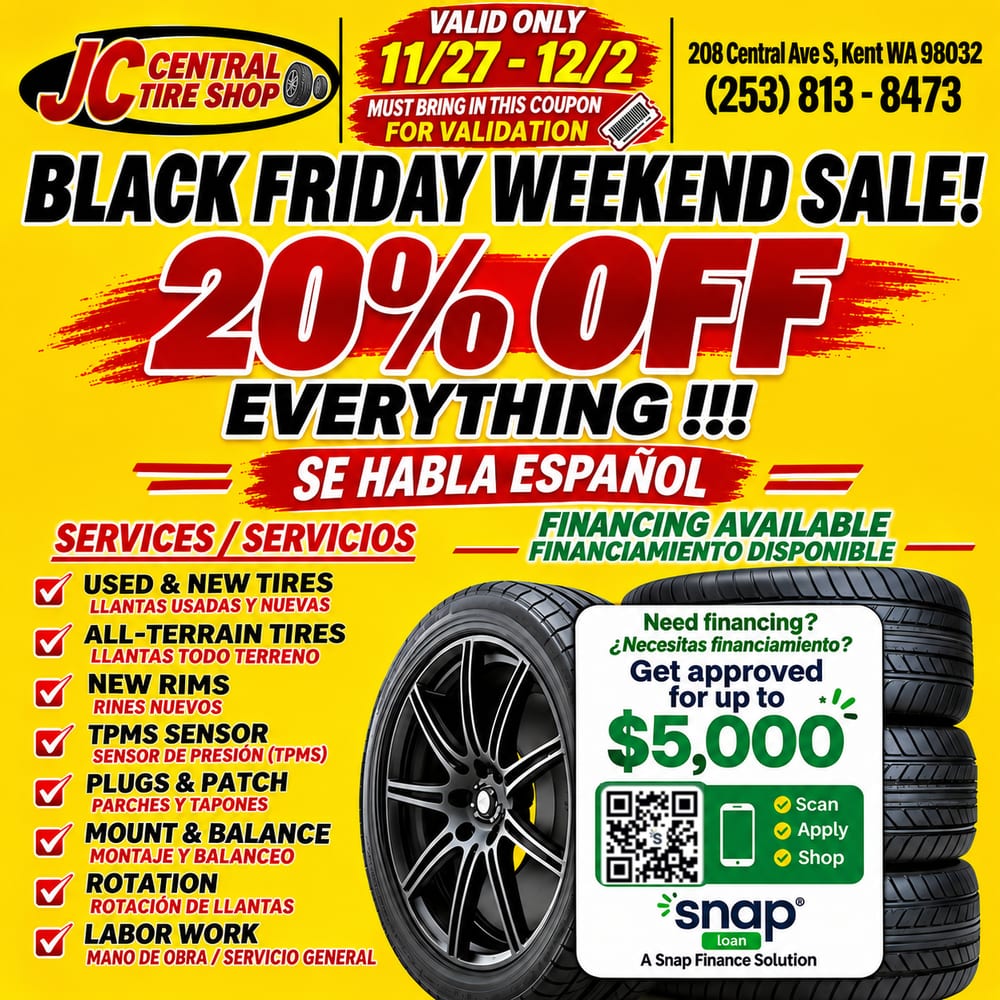 JC CENTRAL
TIRE SHOP
VALID ONLY
11/27 - 12/2
MUST BRING IN THIS COUPON
FOR VALIDATION
208 Central Ave S, Kent WA 98032
(253) 813 - 8473
BLACK FRIDAY WEEKEND SALE!
20% OFF
EVERYTHING !!!
SE HABLA ESPAÑOL
SERVICES / SERVICIOS
USED & NEW TIRES
LLANTAS USADAS Y NUEVAS
ALL-TERRAIN TIRES
LLANTAS TODO TERRENO
NEW RIMS
RINES NUEVOS
TPMS SENSOR
SENSOR DE PRESIÓN (TPMS)
PLUGS & PATCH
PARCHES Y TAPONES
MOUNT & BALANCE
MONTAJE Y BALANCEO
ROTATION
ROTACIÓN DE LLANTAS
LABOR WORK
MANO DE OBRA / SERVICIO GENERAL
FINANCING AVAILABLE
FINANCIAMIENTO DISPONIBLE
Need financing?
¿Necesitas financiamiento?
Get approved
for up to
$5,000
Scan
Apply
Shop
snap®
loan
A Snap Finance Solution